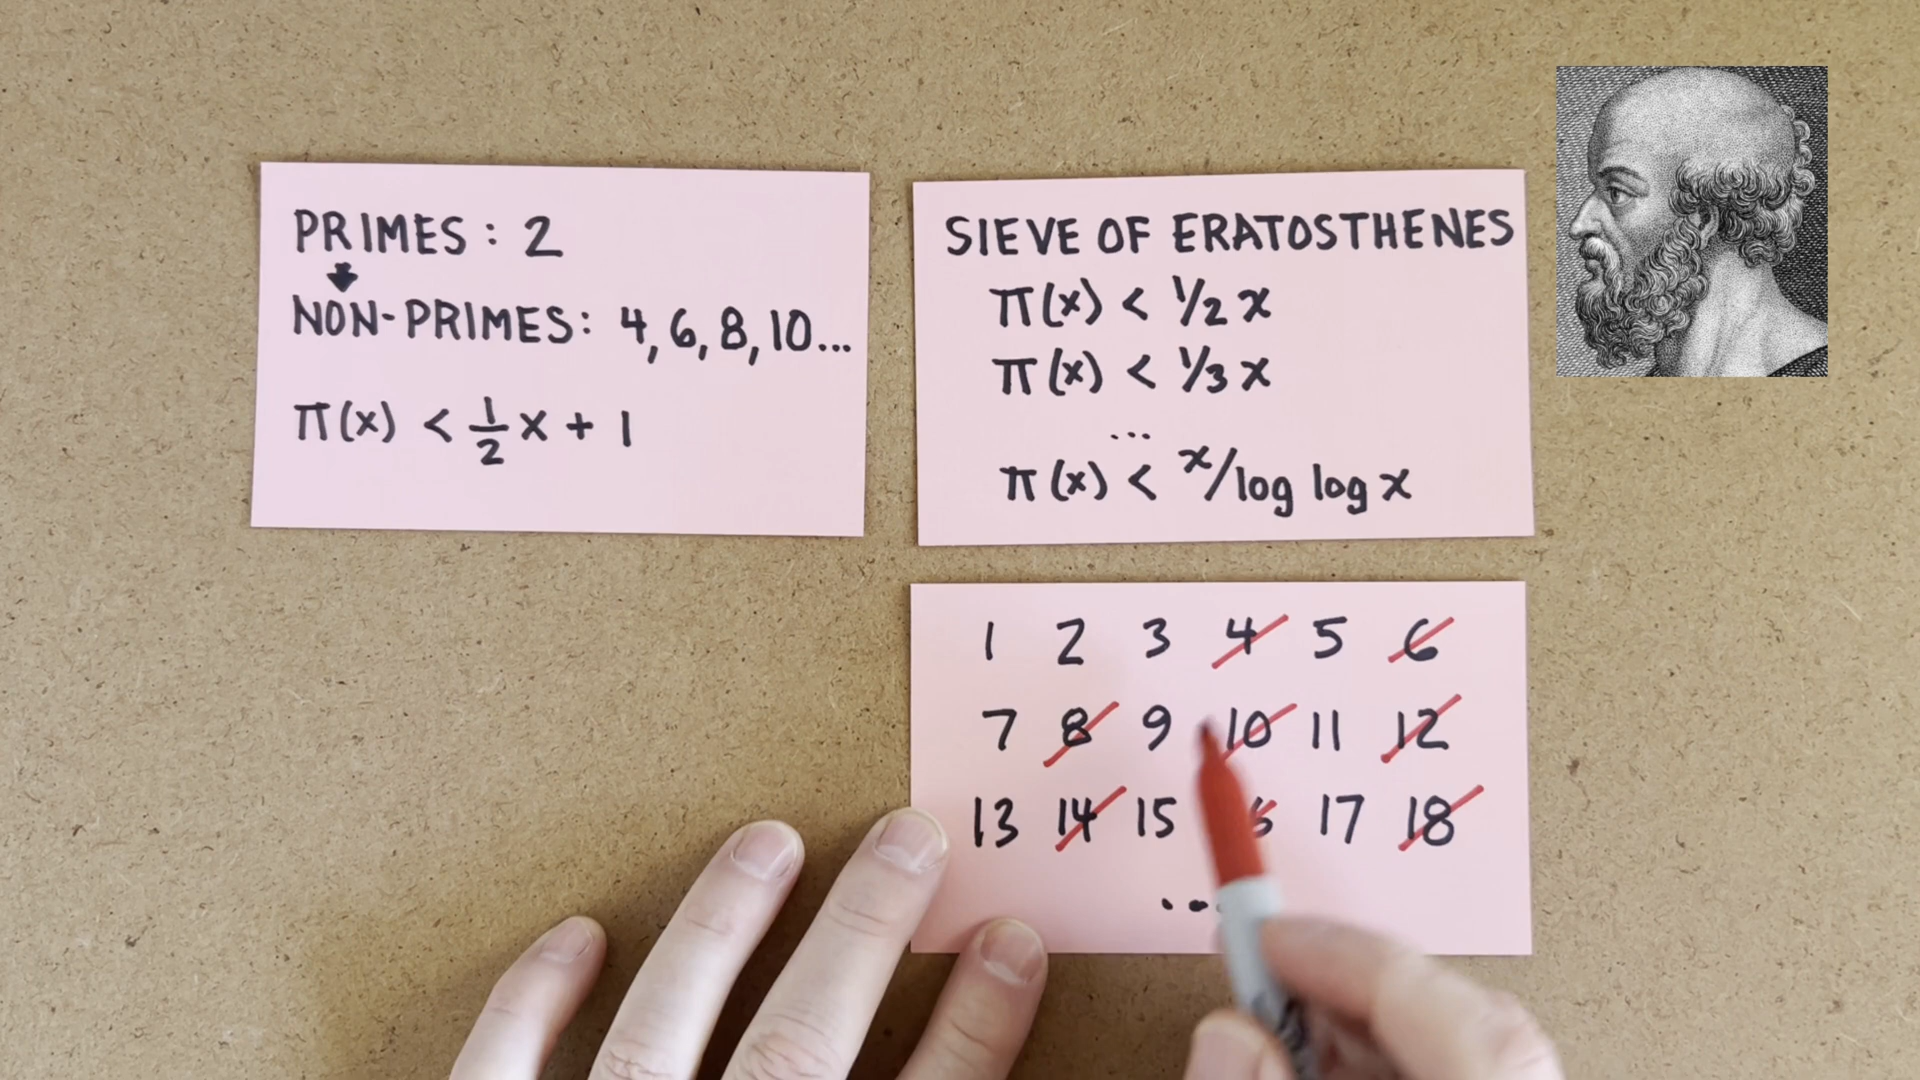 PRIMES: 2
NON-PRIMES: 4, 6, 8, 10...
π(x) < 1/2 x + 1
SIEVE OF ERATOSTHENES
π(x) < 1/2 x
π(x) < 1/3 x
...
π(x) < x/log log x
1 2 3 4 5 6
7 8 9 10 11 12
13 14 15 17 18
...